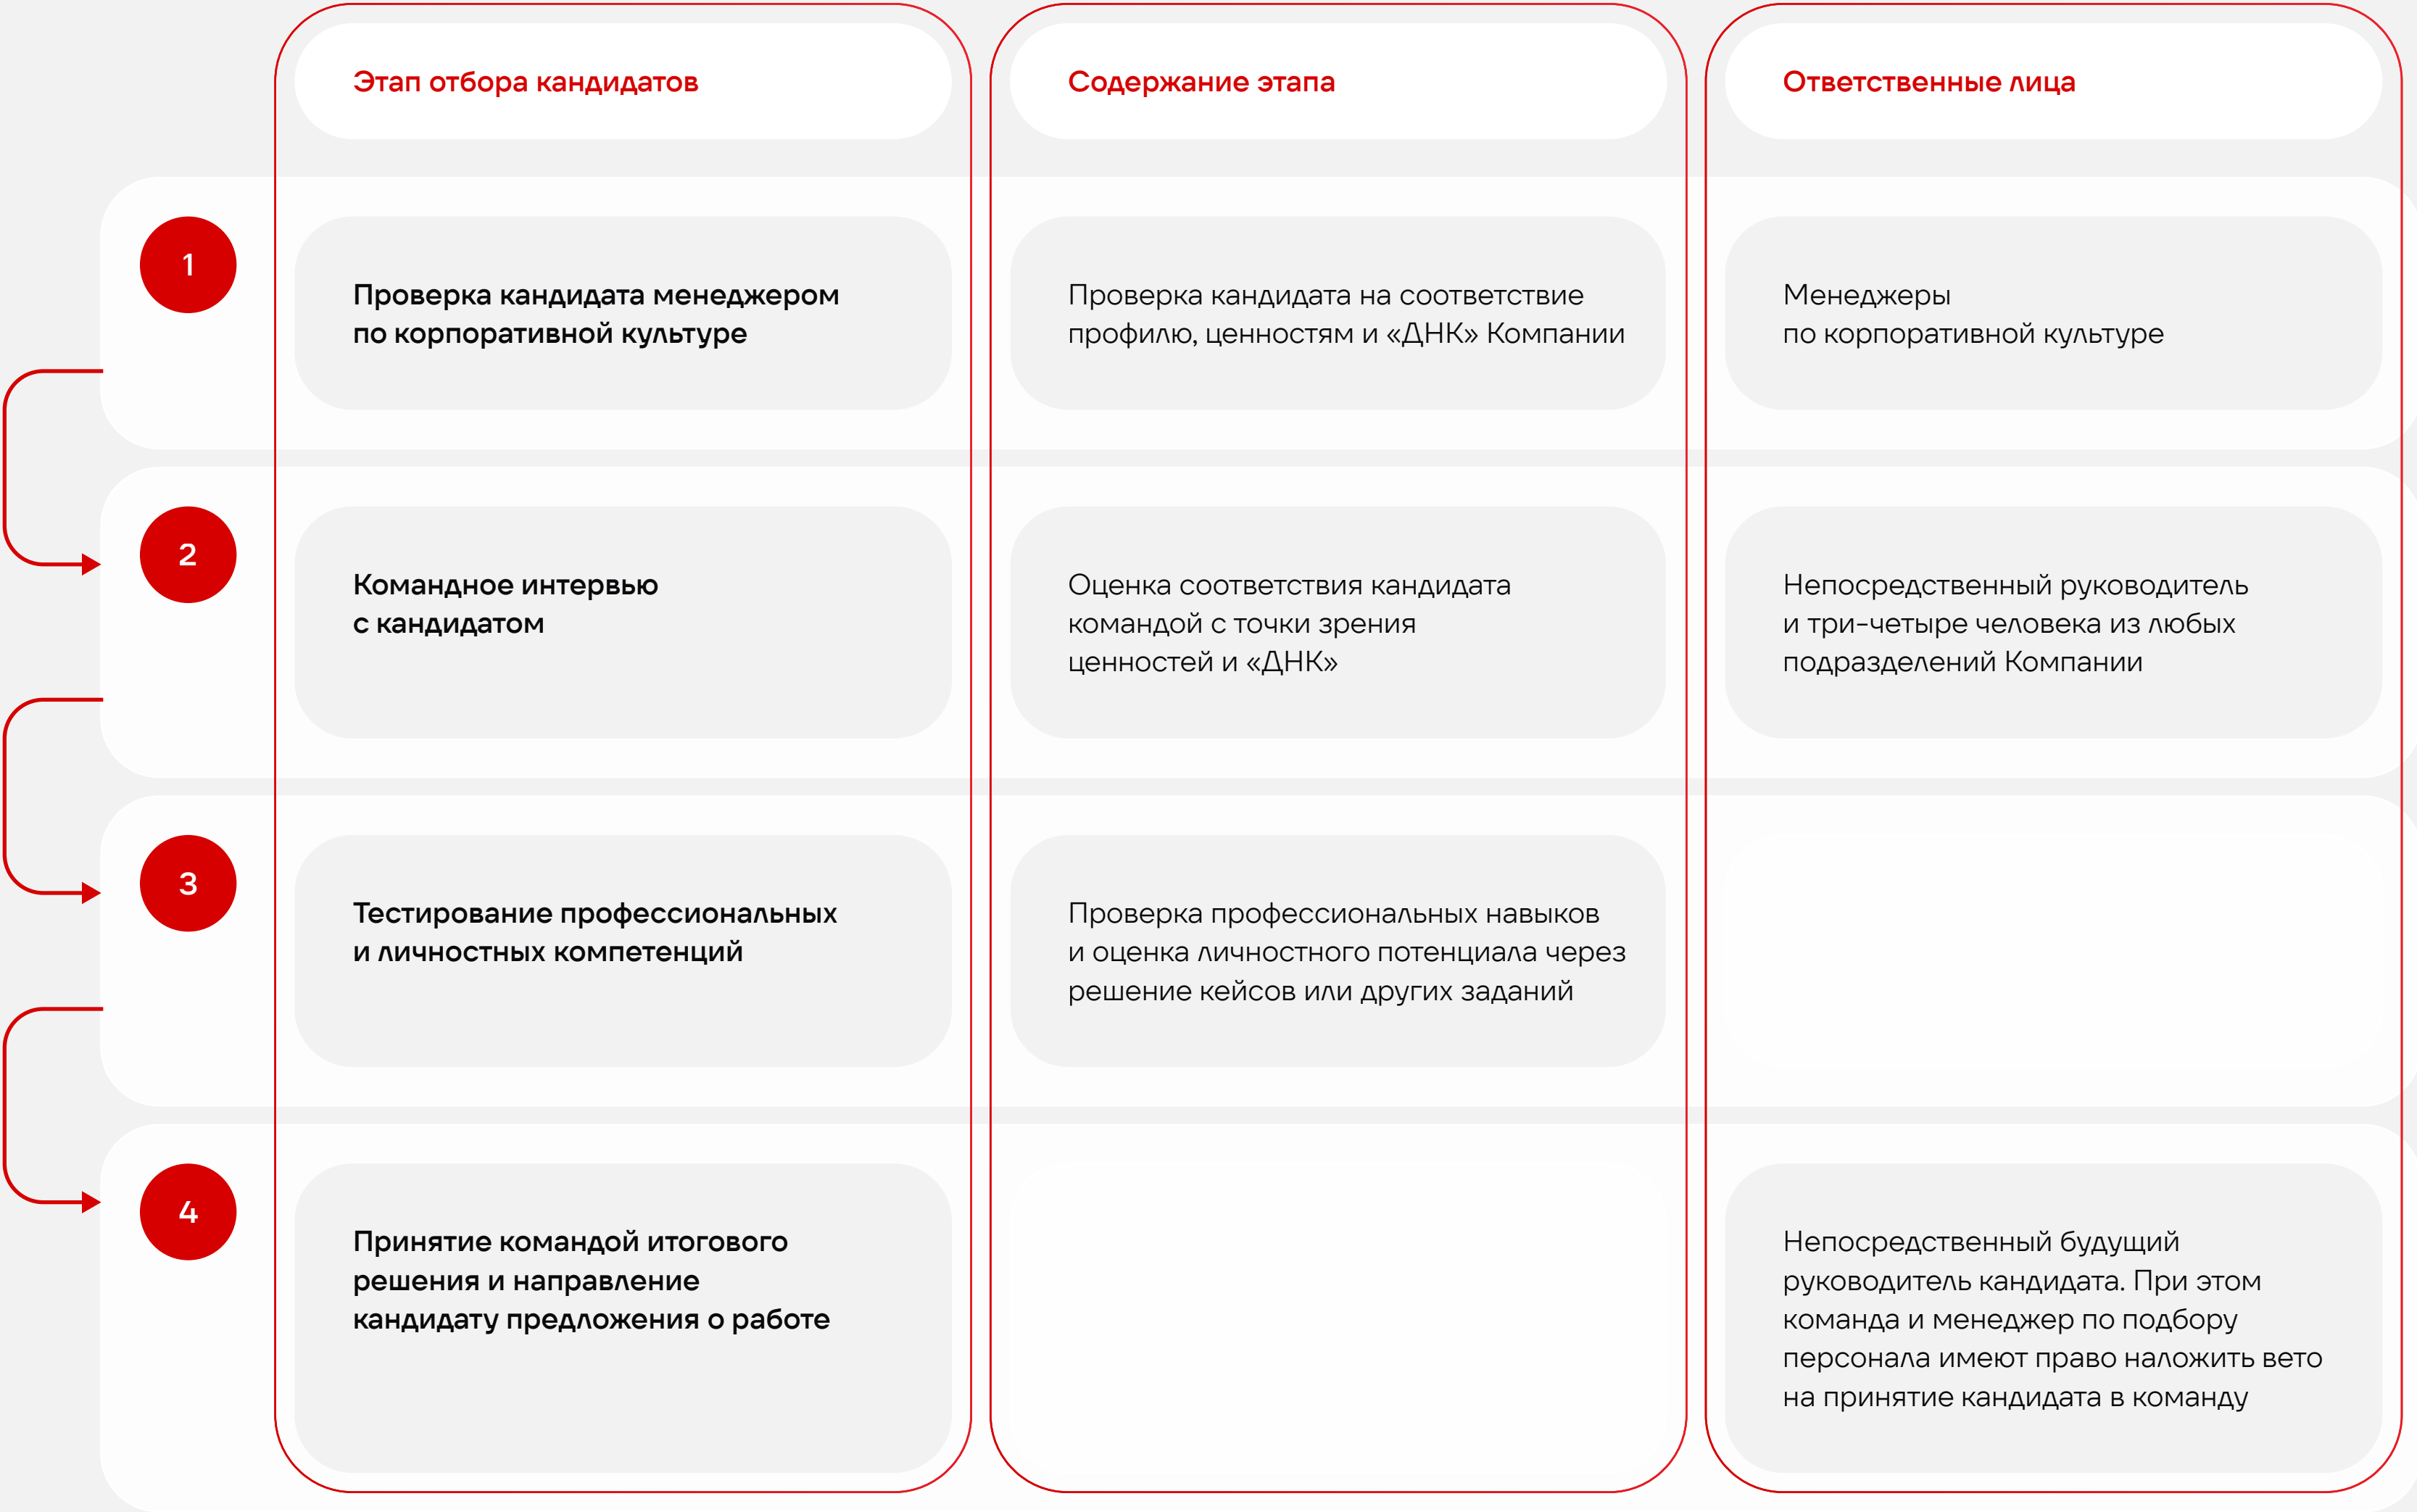 Этап отбора кандидатов
Содержание этапа
Ответственные лица
1
Проверка кандидата менеджером
по корпоративной культуре
Проверка кандидата на соответствие
профилю, ценностям и «ДНК» Компании
Менеджеры
по корпоративной культуре
2
Командное интервью
с кандидатом
Оценка соответствия кандидата
командой с точки зрения
ценностей и «ДНК»
Непосредственный руководитель
и три-четыре человека из любых
подразделений Компании
3
Тестирование профессиональных
и личностных компетенций
Проверка профессиональных навыков
и оценка личностного потенциала через
решение кейсов или других заданий
4
Принятие командой итогового
решения и направление
кандидату предложения о работе
Непосредственный будущий
руководитель кандидата. При этом
команда и менеджер по подбору
персонала имеют право наложить вето
на принятие кандидата в команду